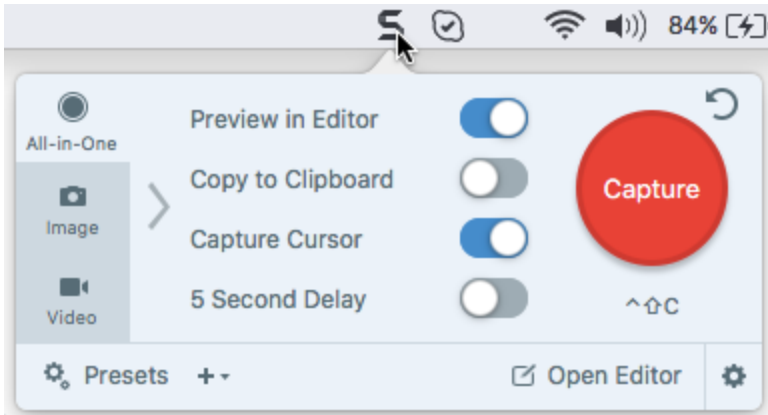 84%
All-in-One
Image
Video
Preview in Editor
Copy to Clipboard
Capture Cursor
5 Second Delay
Capture
^⇧C
Presets +
Open Editor